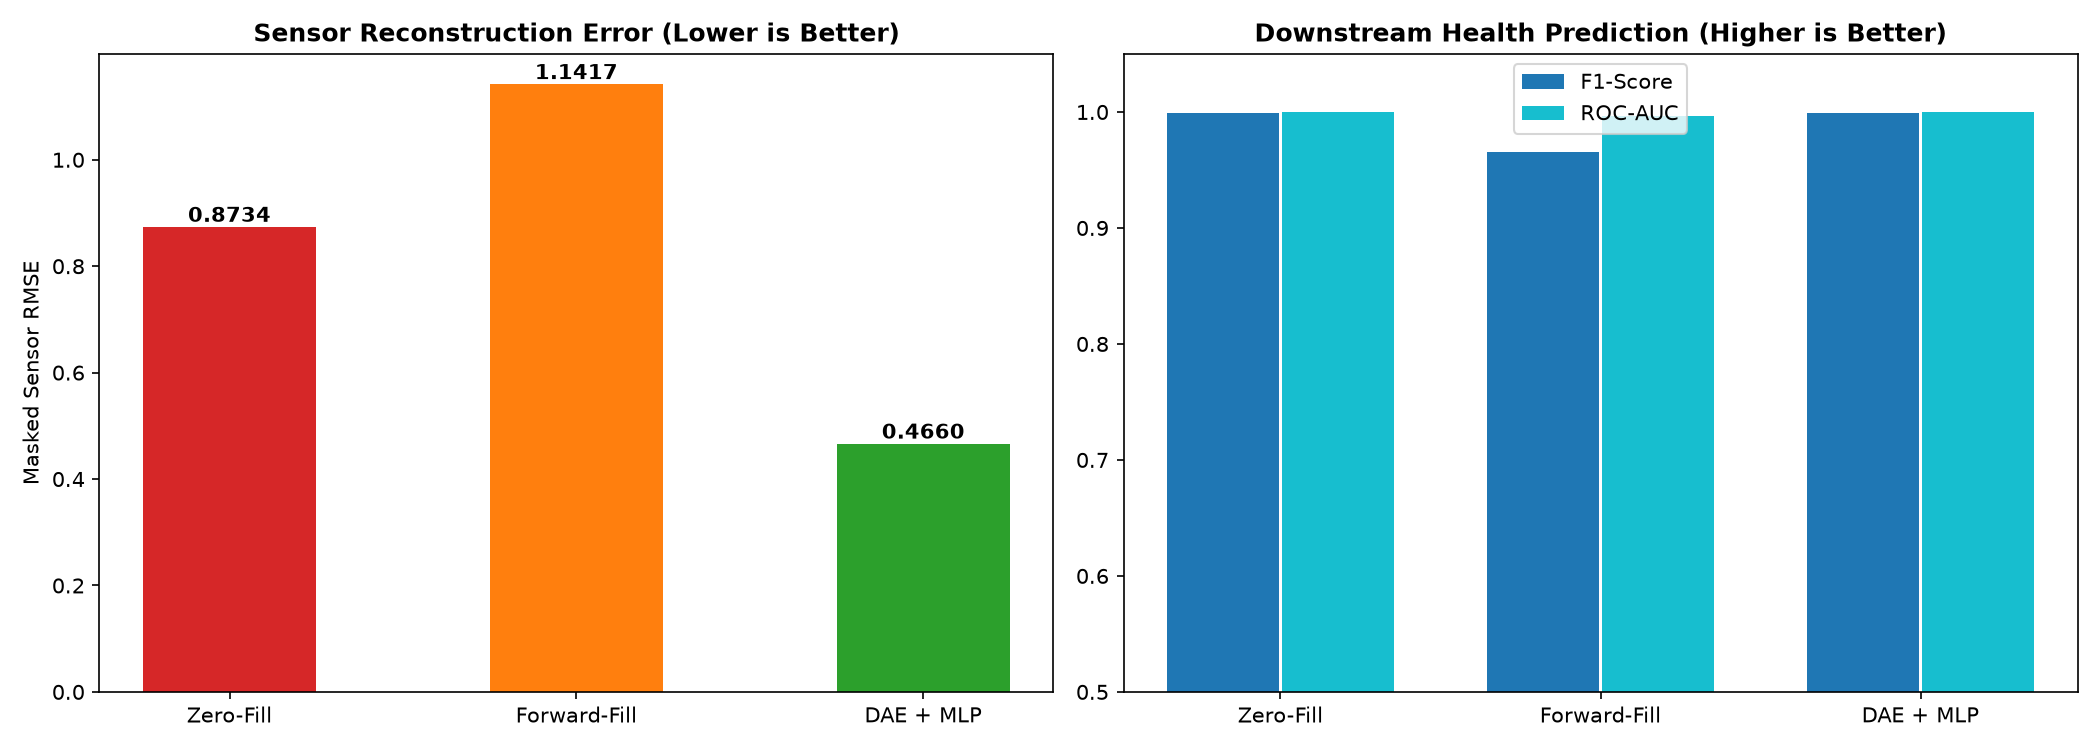 Sensor Reconstruction Error (Lower is Better)
Masked Sensor RMSE
1.0
0.8
0.6
0.4
0.2
0.0
0.8734
1.1417
0.4660
Zero-Fill
Forward-Fill
DAE + MLP
Downstream Health Prediction (Higher is Better)
F1-Score
ROC-AUC
1.0
0.9
0.8
0.7
0.6
0.5
Zero-Fill
Forward-Fill
DAE + MLP